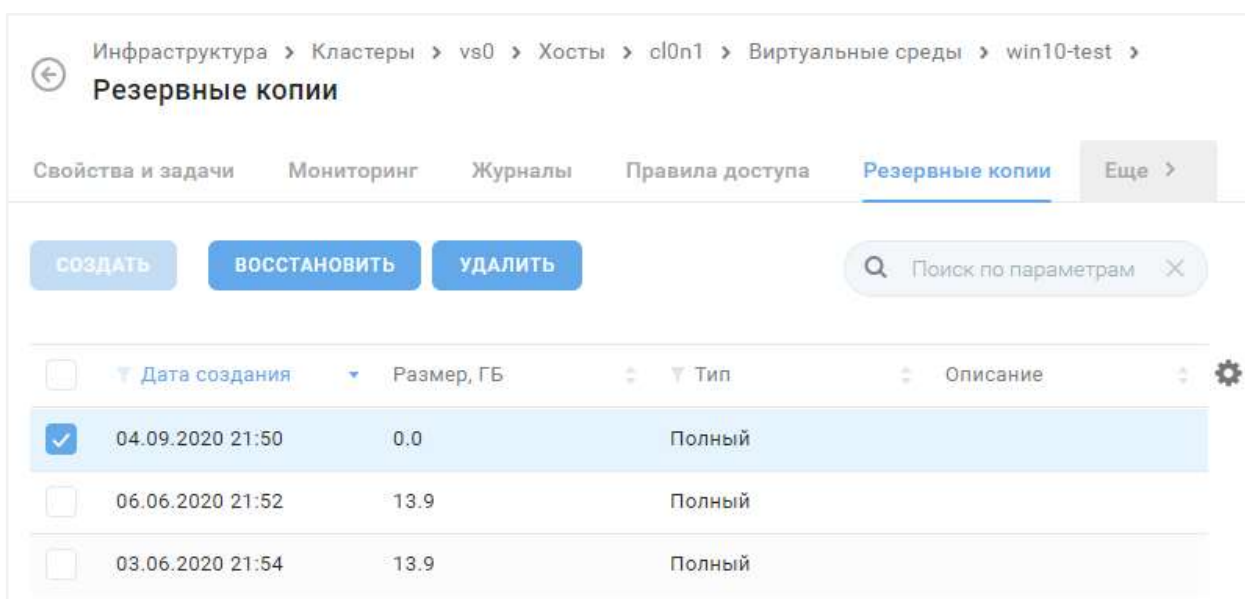 Инфраструктура > Кластеры > vs0 > Хосты > cl0n1 > Виртуальные среды > win10-test >
Резервные копии
Свойства и задачи Мониторинг Журналы Правила доступа Резервные копии Еще >
СОЗДАТЬ ВОССТАНОВИТЬ УДАЛИТЬ Поиск по параметрам
Дата создания Размер, ГБ Тип Описание
04.09.2020 21:50 0.0 Полный
06.06.2020 21:52 13.9 Полный
03.06.2020 21:54 13.9 Полный